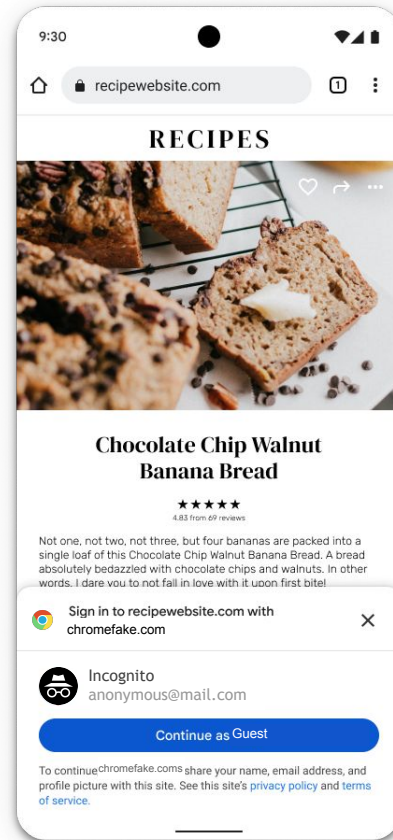 9:30
recipewebsite.com
1
RECIPES
Chocolate Chip Walnut
Banana Bread
★★★★★
4.83 from 69 reviews
Not one, not two, not three, but four bananas are packed into a
single loaf of this Chocolate Chip Walnut Banana Bread. A bread
absolutely bedazzled with chocolate chips and walnuts. In other
words, I dare you to not fall in love with it upon first bite!
Sign in to recipewebsite.com with
chromefake.com
Incognito
anonymous@mail.com
Continue as Guest
To continue chromefake.coms share your name, email address, and
profile picture with this site. See this site's privacy policy and terms
of service.